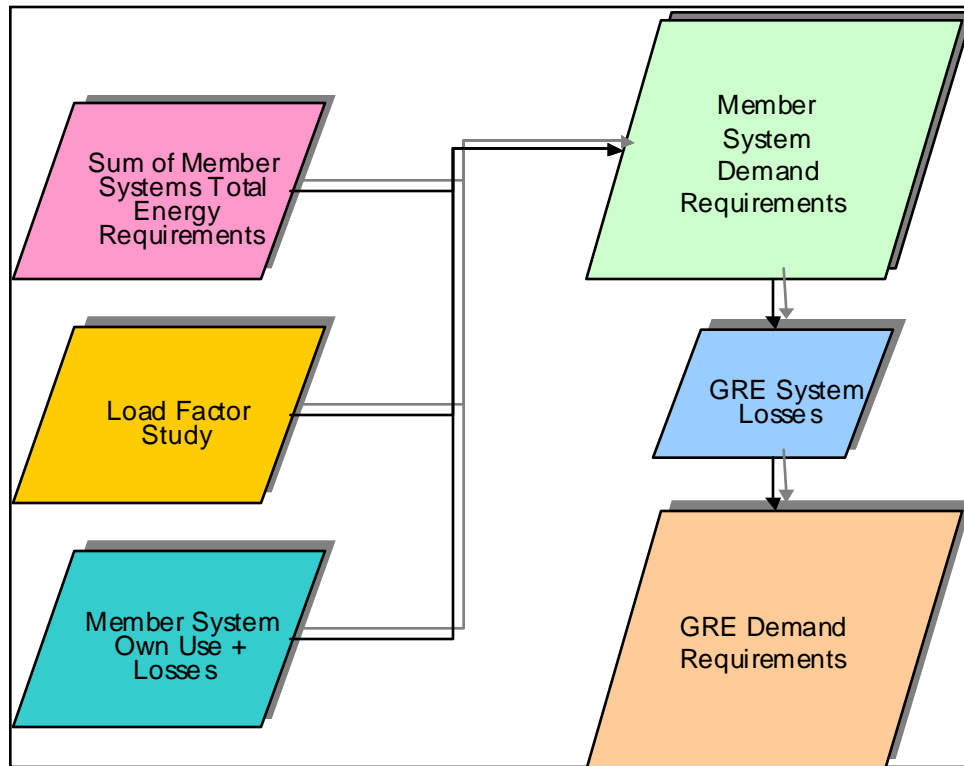 Sum of Member
Systems Total
Energy
Requirements
Load Factor
Study
Member System
Own Use +
Losses
Member
System
Demand
Requirements
GRE System
Losses
GRE Demand
Requirements